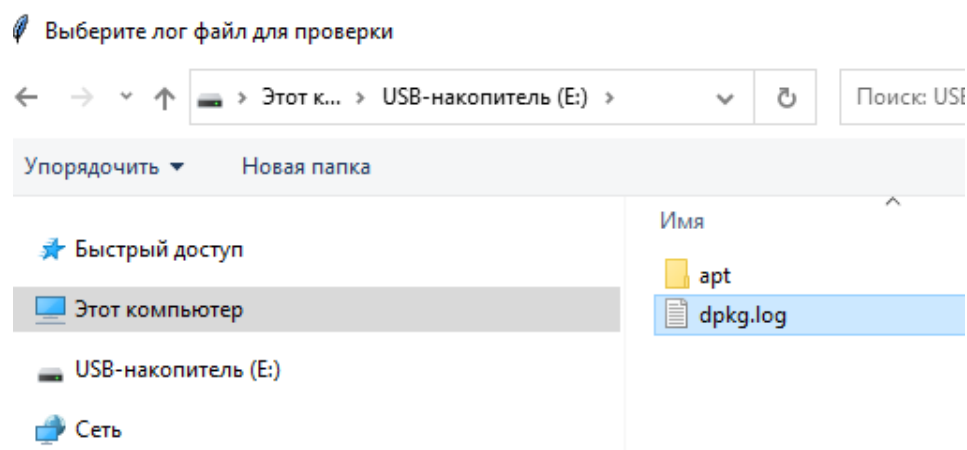 Выберите лог файл для проверки
Этот к... > USB-накопитель (E:) >
Поиск: USB
Упорядочить
Новая папка
Имя
Быстрый доступ
apt
Этот компьютер
dpkg.log
USB-накопитель (E:)
Сеть